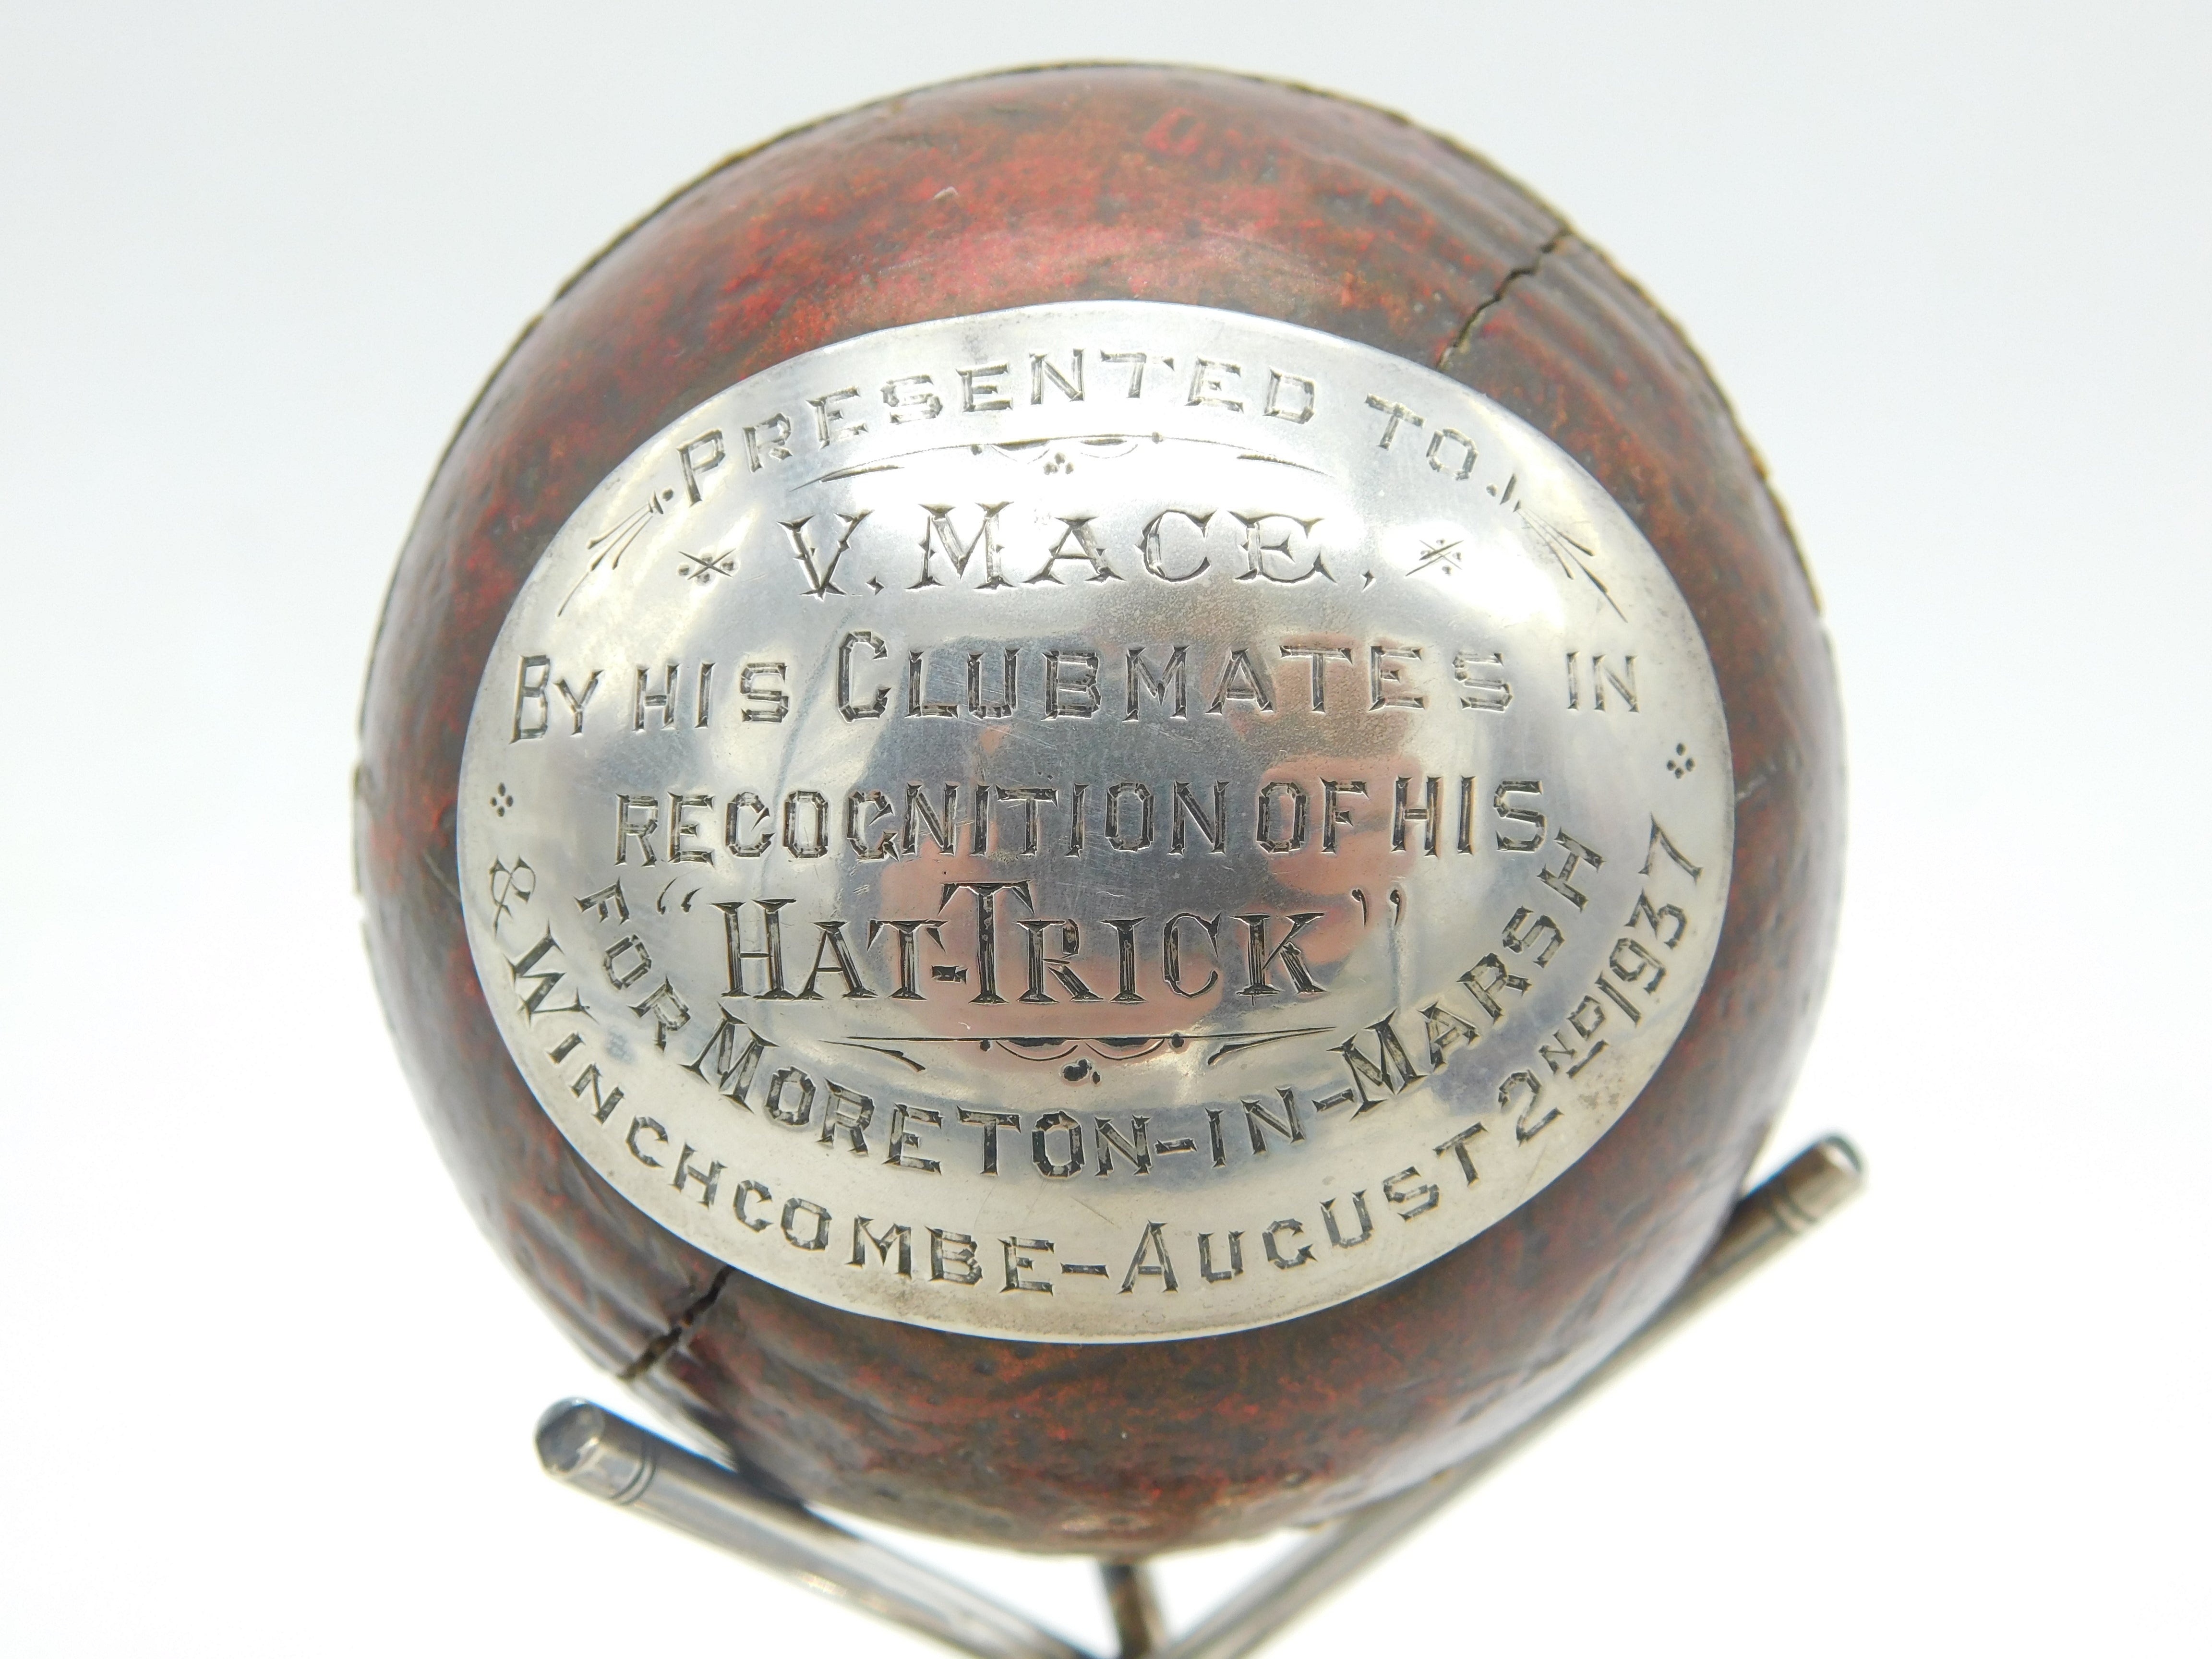 PRESENTED TO
V. MACE,
BY HIS CLUBMATES IN
RECOGNITION OF HIS
"HAT-TRICK"
FOR MORETON-IN-MARSH
& WINCHCOMBE-AUGUST 2ND 1937